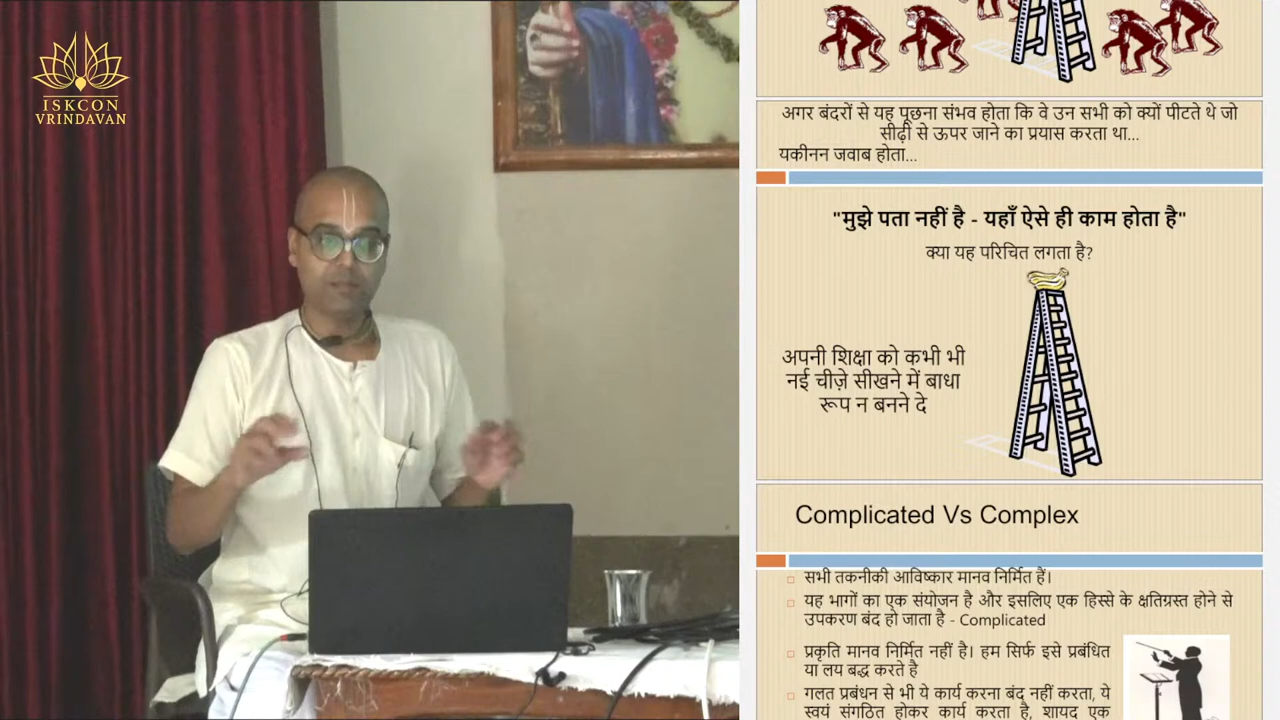 ISKCON
VRINDAVAN
अगर बंदरों से यह पूछना संभव होता कि वे उन सभी को क्यों पीटते थे जो
सीढ़ी से ऊपर जाने का प्रयास करता था...
यकीनन जवाब होता...
"मुझे पता नहीं है - यहाँ ऐसे ही काम होता है"
क्या यह परिचित लगता है?
अपनी शिक्षा को कभी भी
नई चीज़े सीखने में बाधा
रूप न बनने दे
Complicated Vs Complex
सभी तकनीकी आविष्कार मानव निर्मित हैं।
यह भागों का एक संयोजन है और इसलिए एक हिस्से के क्षतिग्रस्त होने से
उपकरण बंद हो जाता है - Complicated
प्रकृति मानव निर्मित नहीं है। हम सिर्फ इसे प्रबंधित
या लय बद्ध करते है
गलत प्रबंधन से भी ये कार्य करना बंद नहीं करता, ये
स्वयं संगठित होकर कार्य करता है, शायद एक